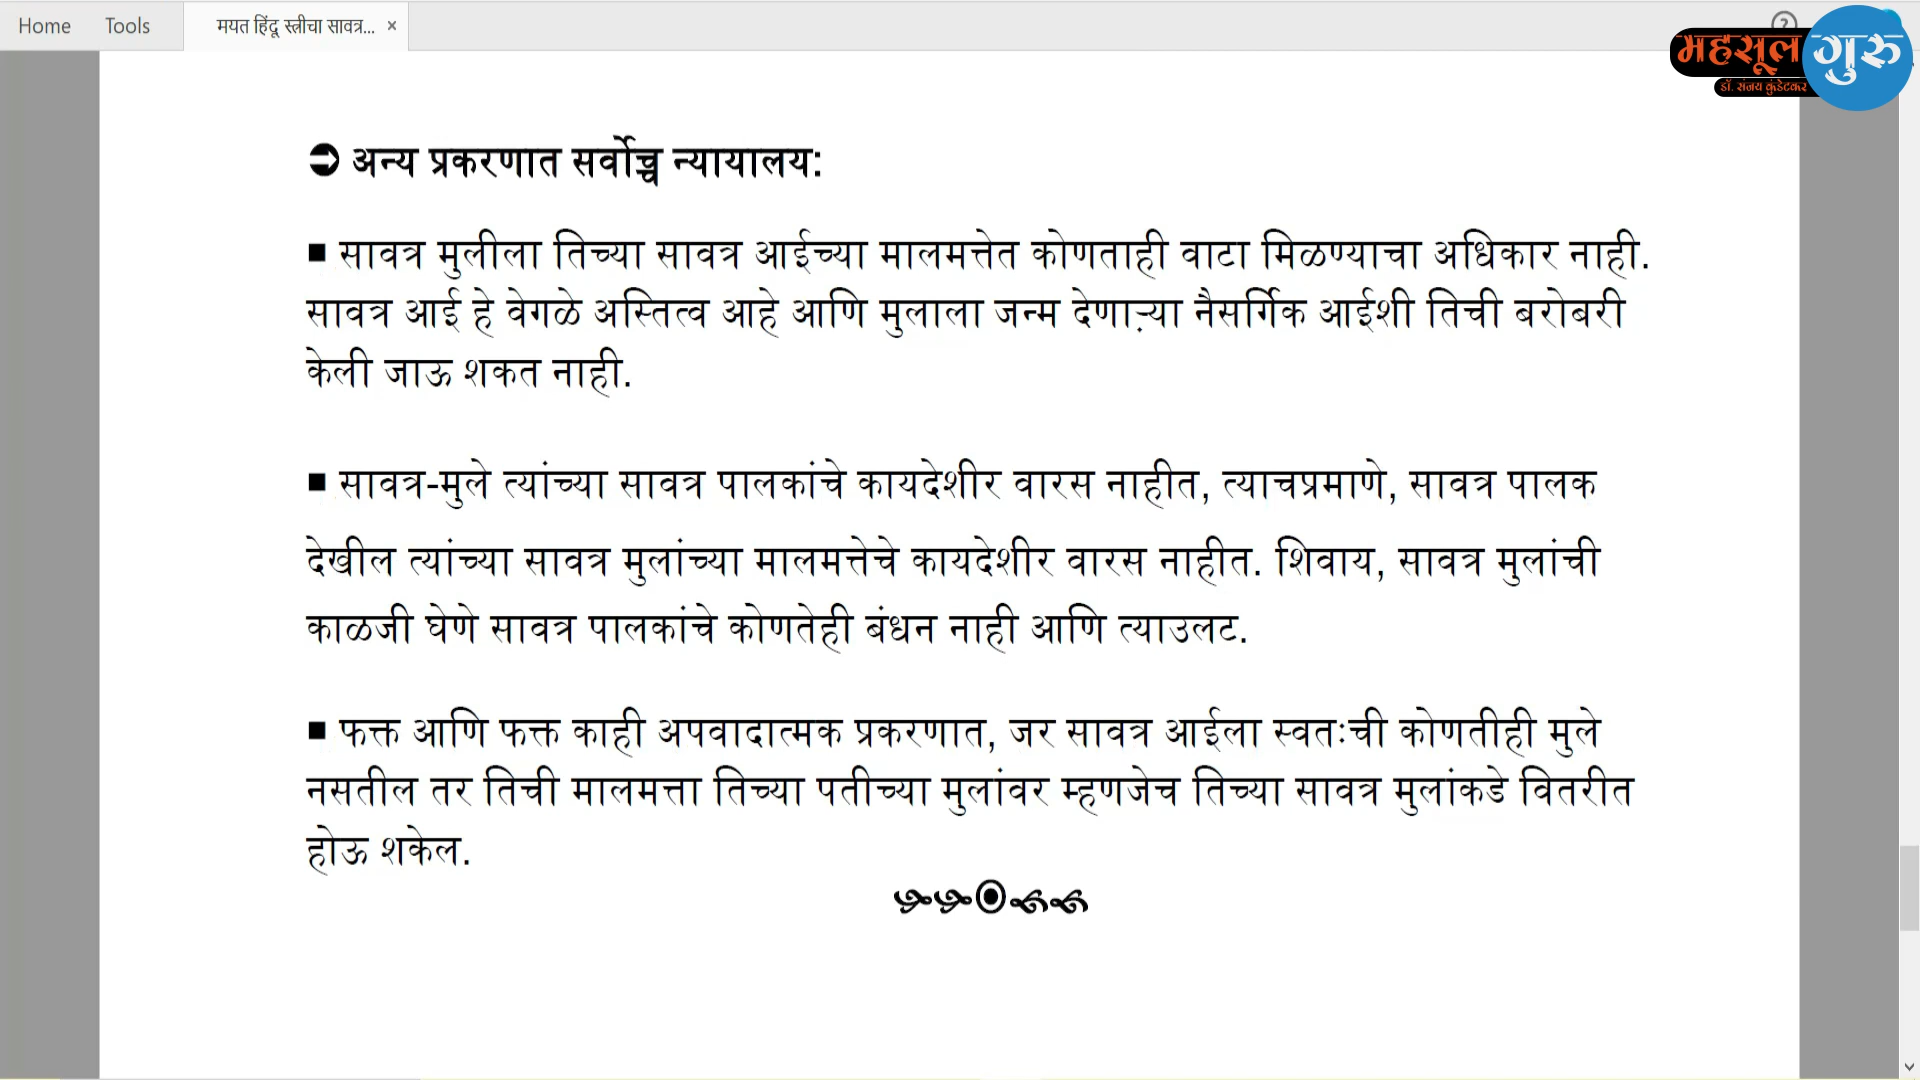 Home Tools मयत हिंदू स्त्रीचा सावत्र... ×
?
महसूल गुरु
डॉ. संजय कुंडेटकर
➲ अन्य प्रकरणात सर्वोच्च न्यायालय:
■ सावत्र मुलीला तिच्या सावत्र आईच्या मालमत्तेत कोणताही वाटा मिळण्याचा अधिकार नाही.
सावत्र आई हे वेगळे अस्तित्व आहे आणि मुलाला जन्म देणाऱ्या नैसर्गिक आईशी तिची बरोबरी
केली जाऊ शकत नाही.
■ सावत्र-मुले त्यांच्या सावत्र पालकांचे कायदेशीर वारस नाहीत, त्याचप्रमाणे, सावत्र पालक
देखील त्यांच्या सावत्र मुलांच्या मालमत्तेचे कायदेशीर वारस नाहीत. शिवाय, सावत्र मुलांची
काळजी घेणे सावत्र पालकांचे कोणतेही बंधन नाही आणि त्याउलट.
■ फक्त आणि फक्त काही अपवादात्मक प्रकरणात, जर सावत्र आईला स्वतःची कोणतीही मुले
नसतील तर तिची मालमत्ता तिच्या पतीच्या मुलांवर म्हणजेच तिच्या सावत्र मुलांकडे वितरीत
होऊ शकेल.